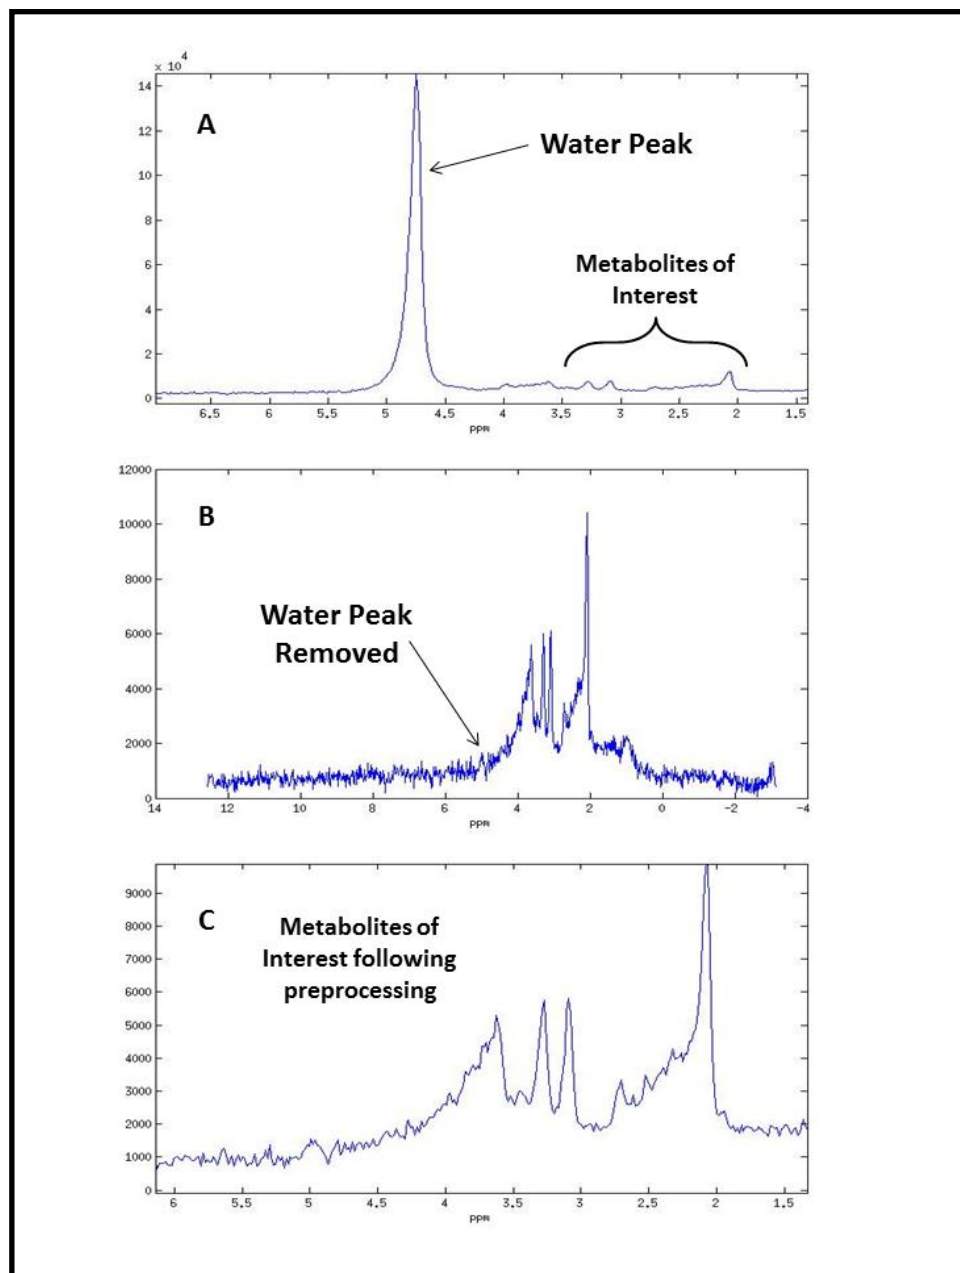 × 10⁴
14
12
10
8
6
4
2
0
A
Water Peak
Metabolites of
Interest
6.5 6 5.5 5 4.5 4 3.5 3 2.5 2 1.5
ppm
12000
10000
8000
6000
4000
2000
0
B
Water Peak
Removed
14 12 10 8 6 4 2 0 -2 -4
ppm
9000
8000
7000
6000
5000
4000
3000
2000
1000
0
C
Metabolites of
Interest following
preprocessing
6 5.5 5 4.5 4 3.5 3 2.5 2 1.5
ppm